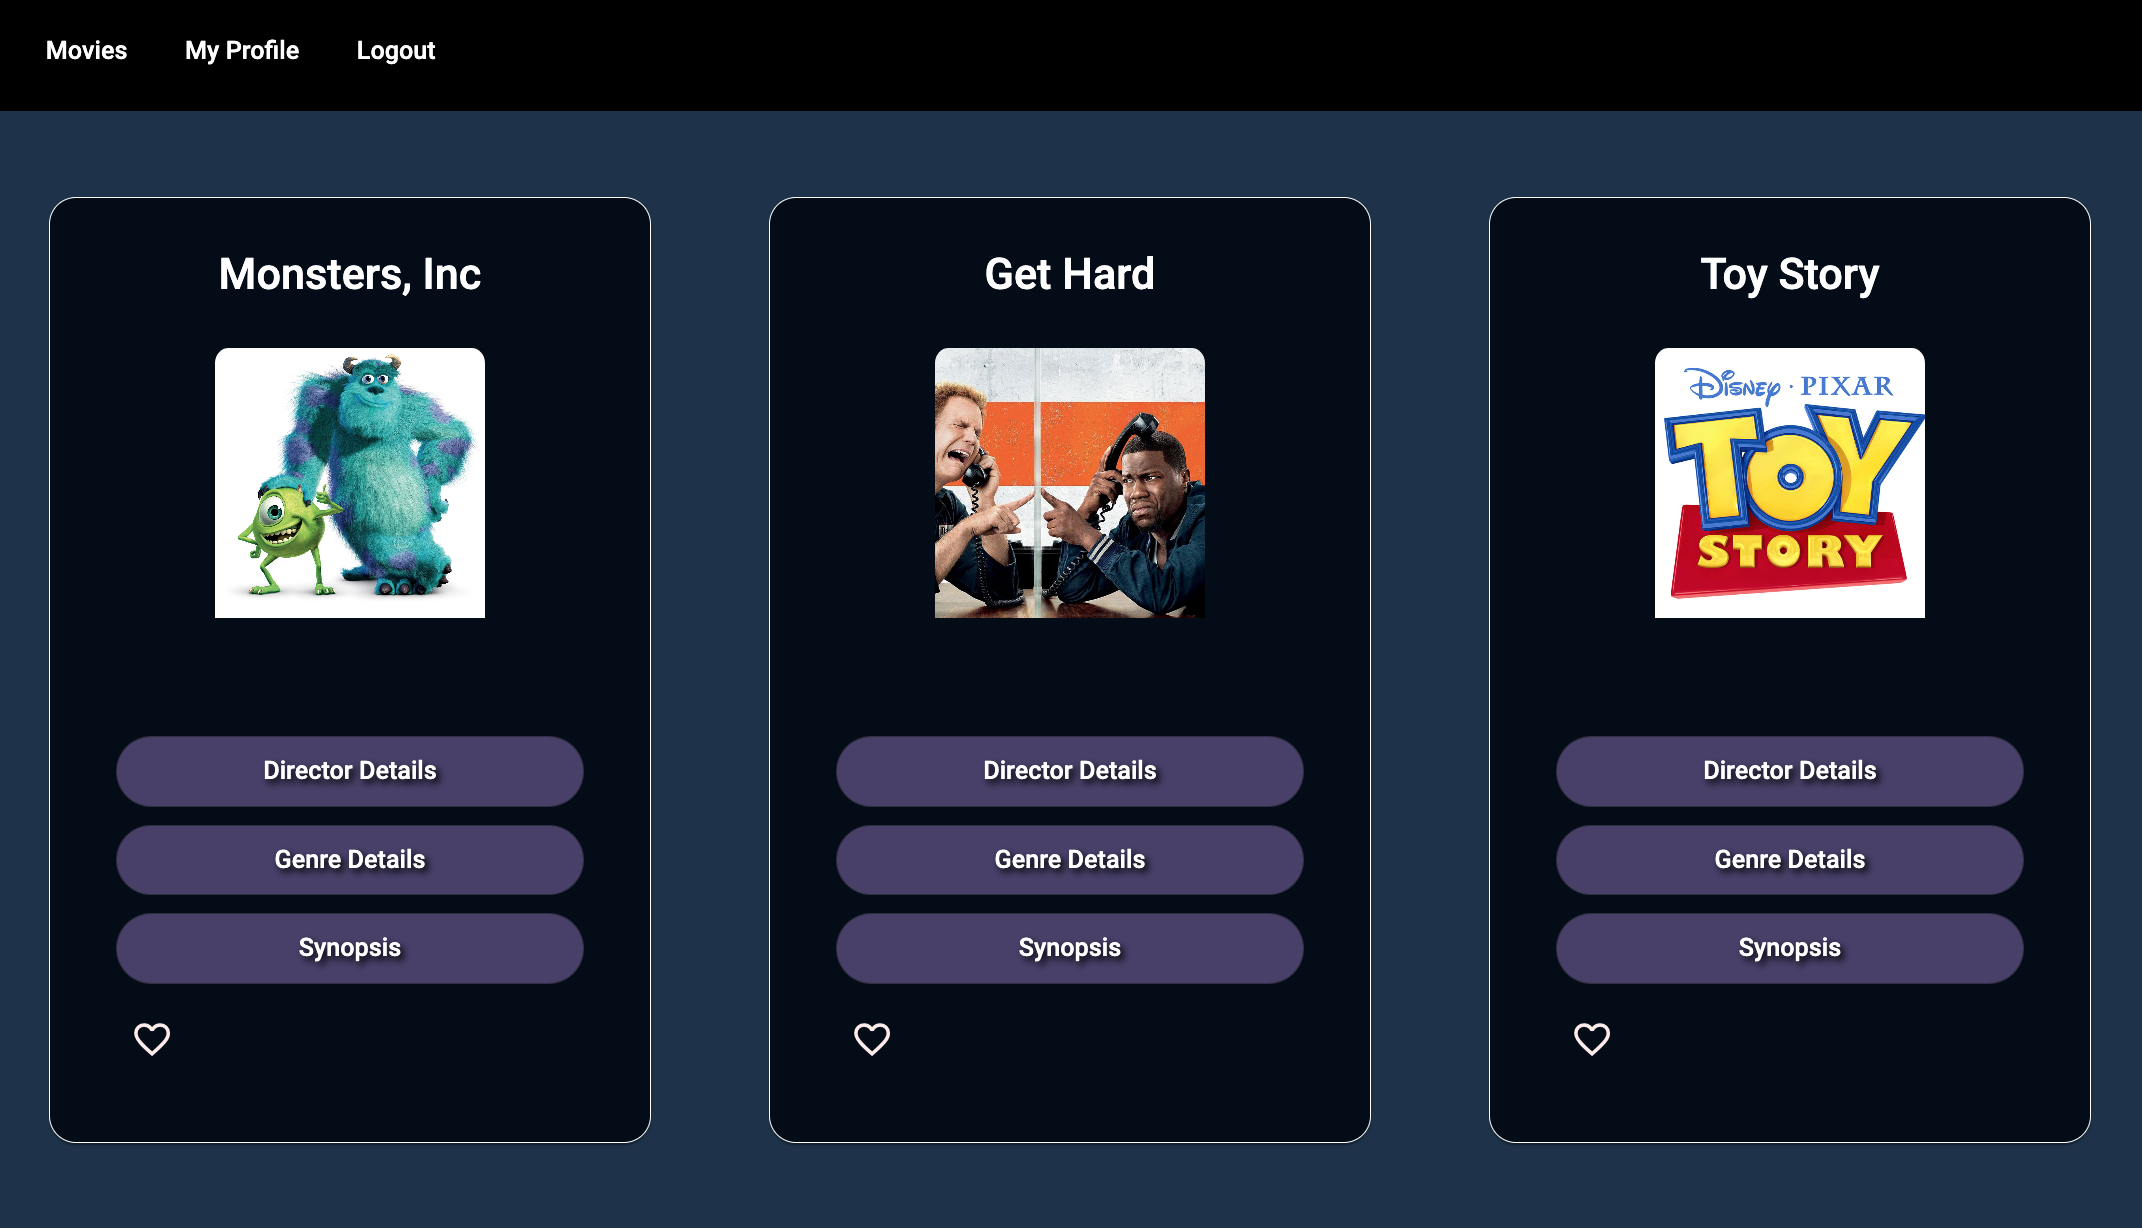 Movies My Profile Logout
Monsters, Inc
Director Details
Genre Details
Synopsis
Get Hard
Director Details
Genre Details
Synopsis
Toy Story
Disney · PIXAR
TOY
STORY
Director Details
Genre Details
Synopsis